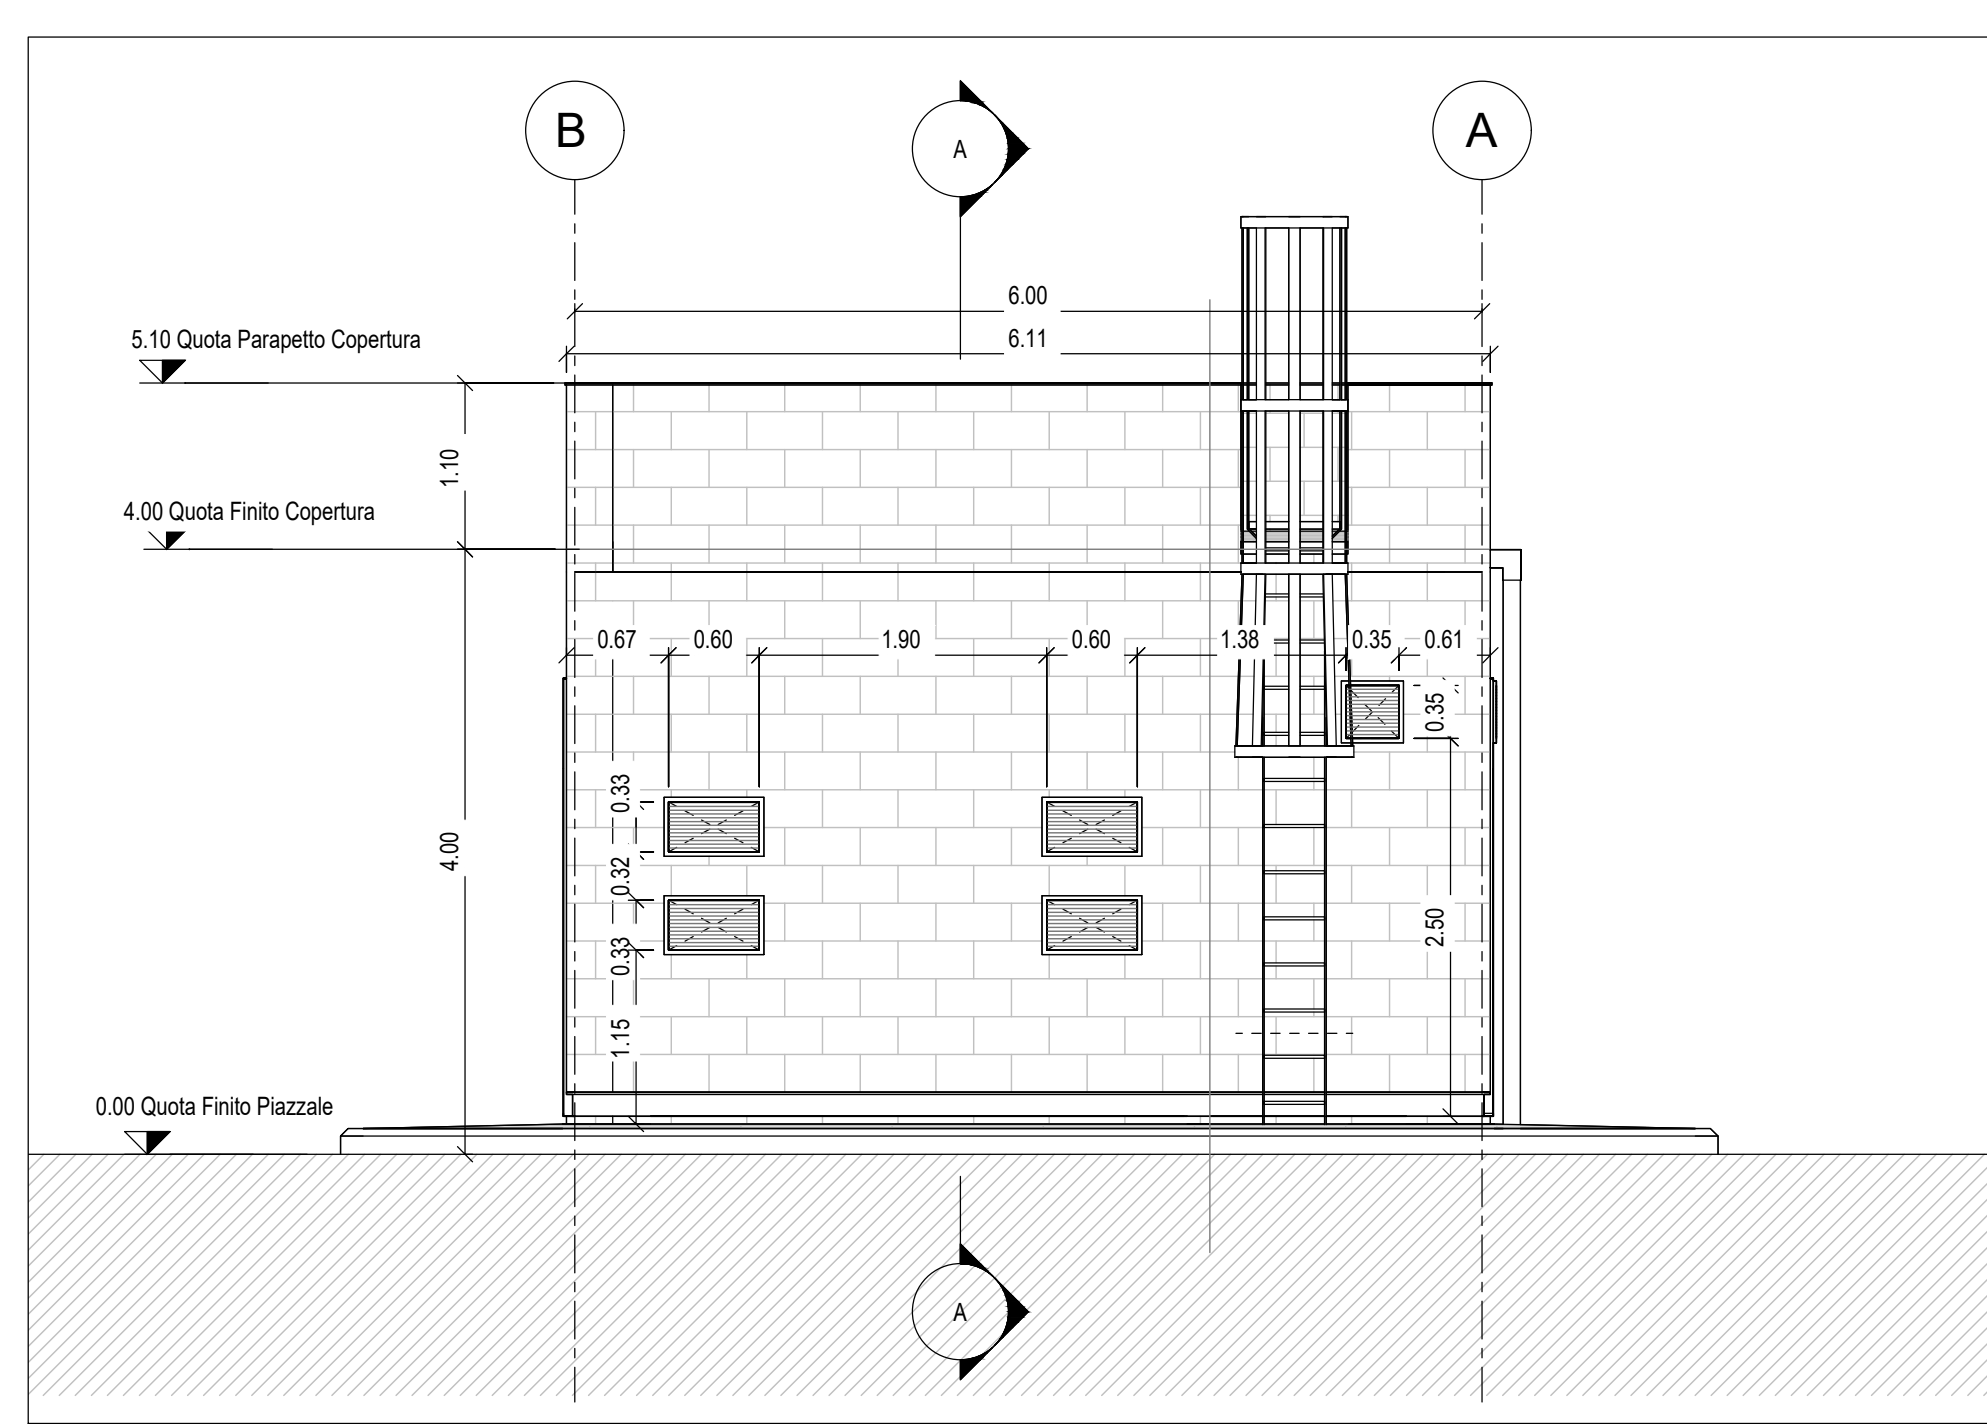 B
A
A
6.00
6.11
5.10 Quota Parapetto Copertura
1.10
4.00 Quota Finito Copertura
0.67
0.60
1.90
0.60
1.38
0.35
0.61
0.35
0.33
0.32
0.33
1.15
4.00
2.50
0.00 Quota Finito Piazzale
A